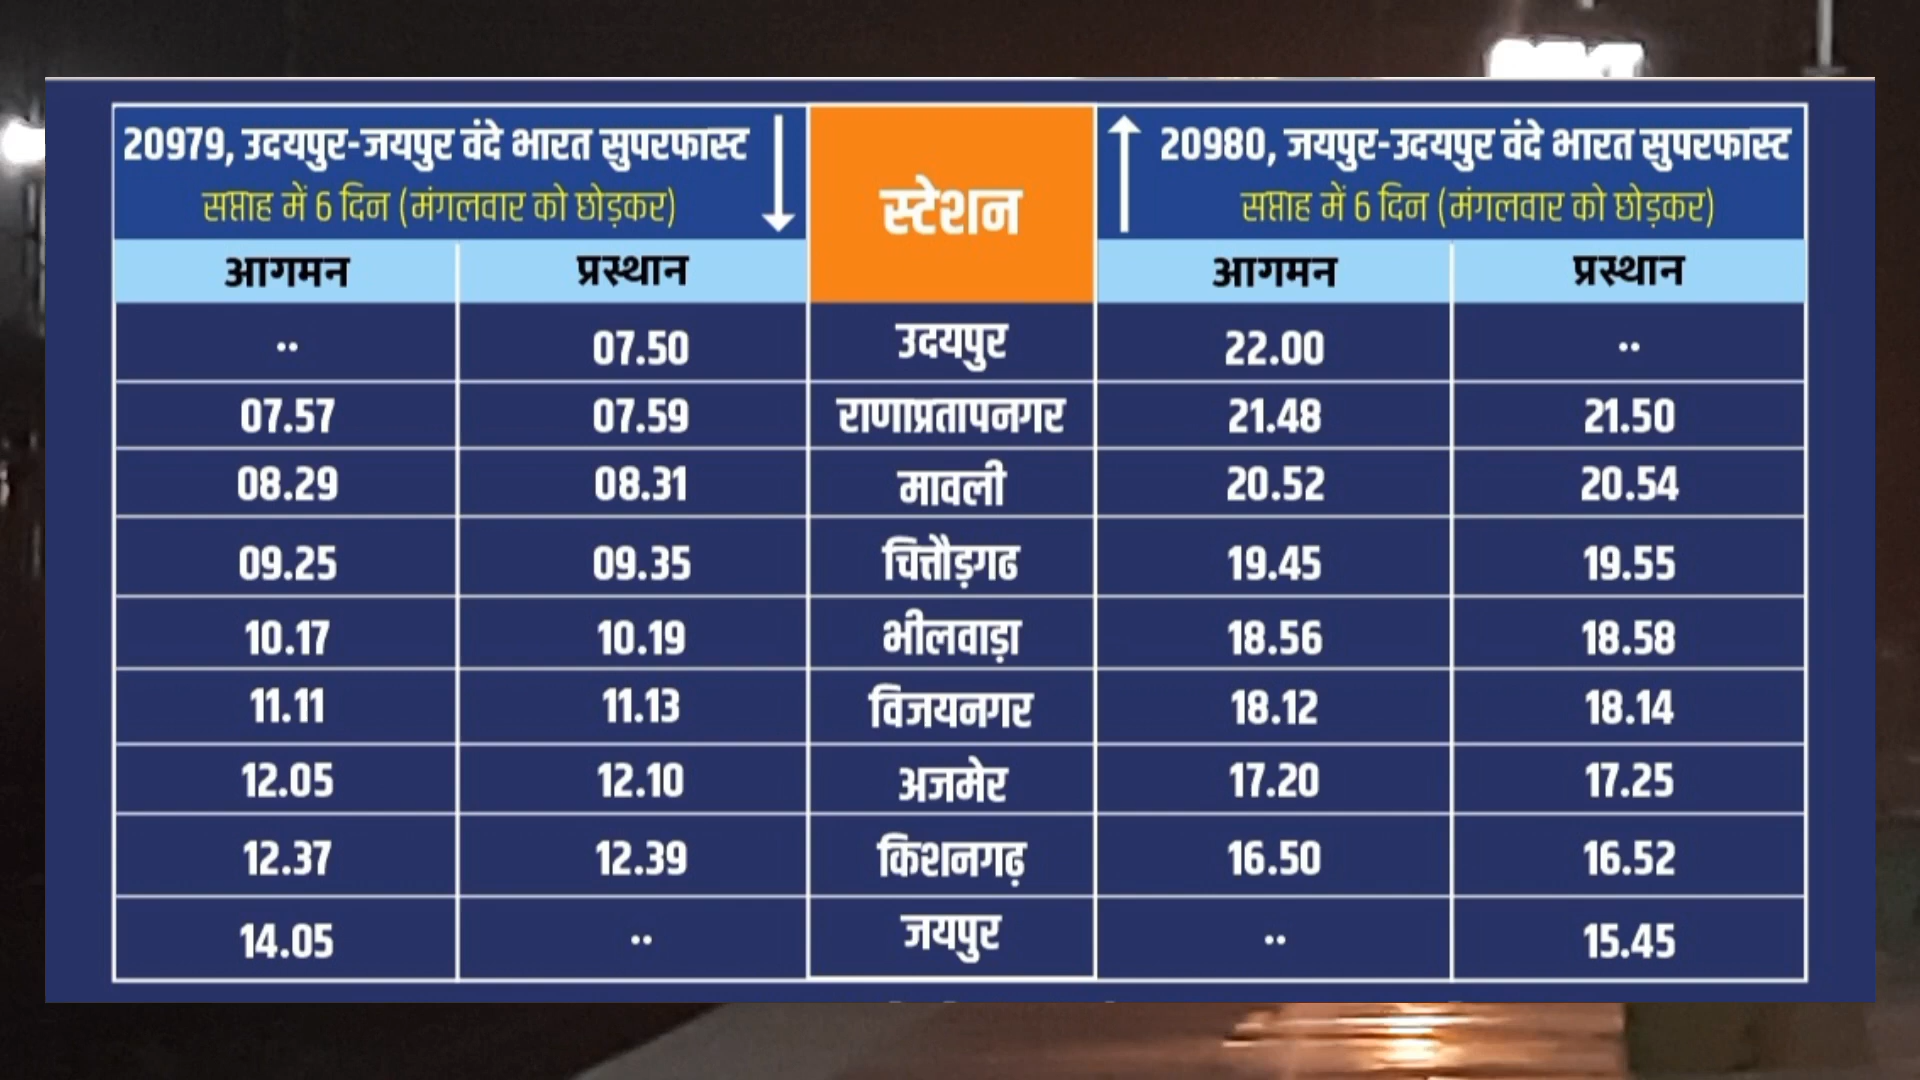 20979, उदयपुर-जयपुर वंदे भारत सुपरफास्ट
सप्ताह में 6 दिन (मंगलवार को छोड़कर)
स्टेशन
20980, जयपुर-उदयपुर वंदे भारत सुपरफास्ट
सप्ताह में 6 दिन (मंगलवार को छोड़कर)
आगमन प्रस्थान आगमन प्रस्थान
.. 07.50 उदयपुर 22.00 ..
07.57 07.59 राणाप्रतापनगर 21.48 21.50
08.29 08.31 मावली 20.52 20.54
09.25 09.35 चित्तौड़गढ 19.45 19.55
10.17 10.19 भीलवाड़ा 18.56 18.58
11.11 11.13 विजयनगर 18.12 18.14
12.05 12.10 अजमेर 17.20 17.25
12.37 12.39 किशनगढ़ 16.50 16.52
14.05 .. जयपुर .. 15.45